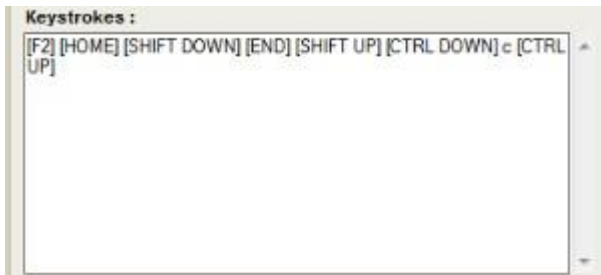 Keystrokes :
[F2] [HOME] [SHIFT DOWN] [END] [SHIFT UP] [CTRL DOWN] c [CTRL
UP]